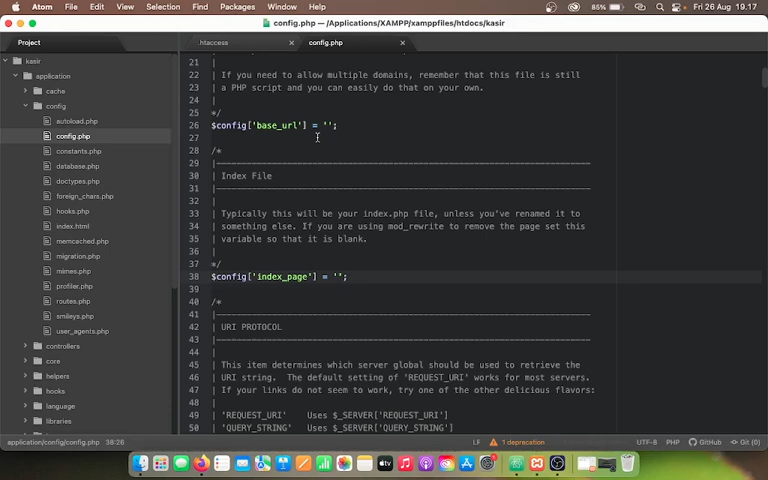 Atom File Edit View Selection Find Packages Window Help 85% Fri 26 Aug 19.17
config.php — /Applications/XAMPP/xamppfiles/htdocs/kasir
Project
.htaccess
config.php
kasir
application
cache
config
autoload.php
config.php
constants.php
database.php
doctypes.php
foreign_chars.php
hooks.php
index.html
memcached.php
migration.php
mimes.php
profiler.php
routes.php
smileys.php
user_agents.php
controllers
core
helpers
hooks
language
libraries
21 |
22 | If you need to allow multiple domains, remember that this file is still
23 | a PHP script and you can easily do that on your own.
24 |
25 */
26 $config['base_url'] = '';
27
28 /*
29 |--------------------------------------------------------------------------
30 | Index File
31 |--------------------------------------------------------------------------
32 |
33 | Typically this will be your index.php file, unless you've renamed it to
34 | something else. If you are using mod_rewrite to remove the page set this
35 | variable so that it is blank.
36 |
37 */
38 $config['index_page'] = '';
39
40 /*
41 |--------------------------------------------------------------------------
42 | URI PROTOCOL
43 |--------------------------------------------------------------------------
44 |
45 | This item determines which server global should be used to retrieve the
46 | URI string.  The default setting of 'REQUEST_URI' works for most servers.
47 | If your links do not seem to work, try one of the other delicious flavors:
48 |
49 | 'REQUEST_URI'    Uses $_SERVER['REQUEST_URI']
50 | 'QUERY_STRING'   Uses $_SERVER['QUERY_STRING']
application/config/config.php 38:26 LF 1 deprecation UTF-8 PHP GitHub Git (0)